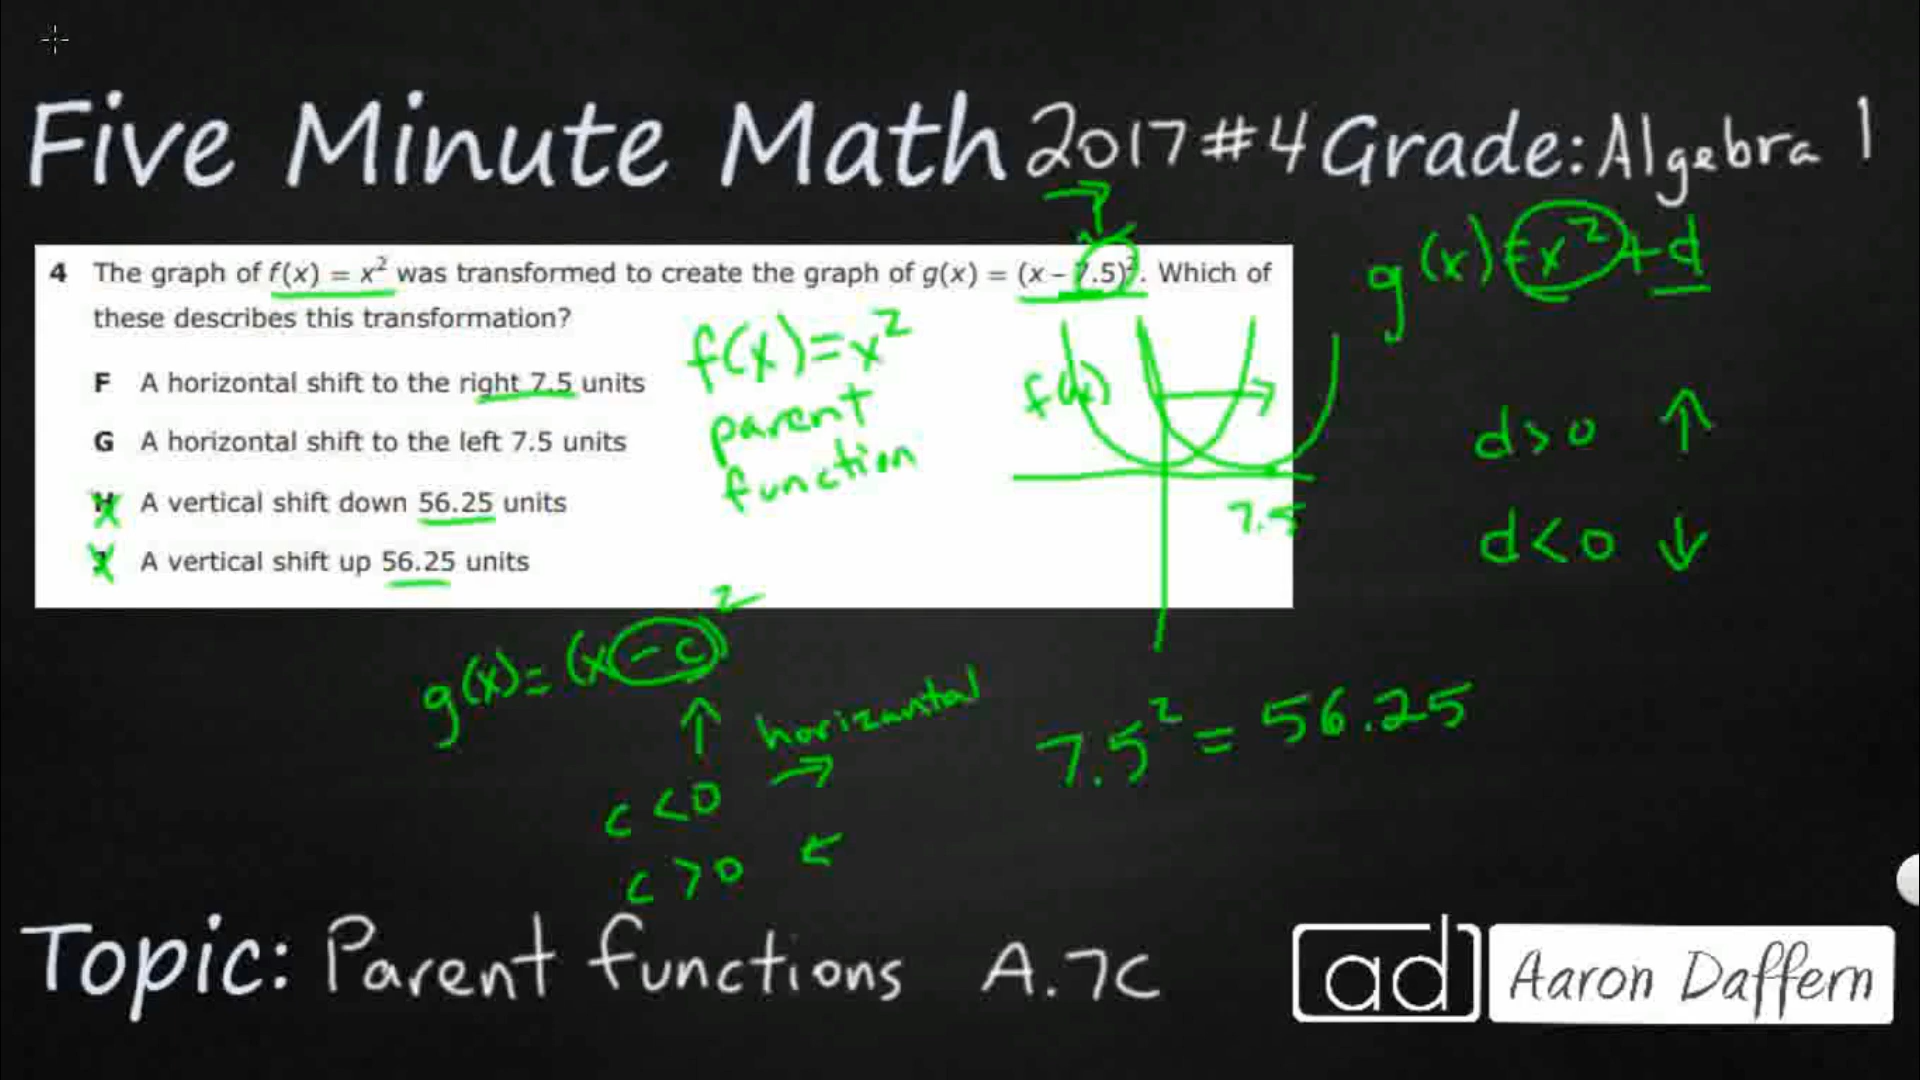 Five Minute Math 2017 #4 Grade: Algebra 1
4 The graph of f(x) = x² was transformed to create the graph of g(x) = (x – 7.5)². Which of
these describes this transformation?
F A horizontal shift to the right 7.5 units
G A horizontal shift to the left 7.5 units
H A vertical shift down 56.25 units
J A vertical shift up 56.25 units
f(x)=x²
parent
function
f(x)
7.5
g(x)=x²+d
d>0 ↑
d<0 ↓
g(x)=(x-c)²
↑ horizantal
c<0 →
c>0 ←
7.5²=56.25
Topic: Parent functions A.7C
ad Aaron Daffern